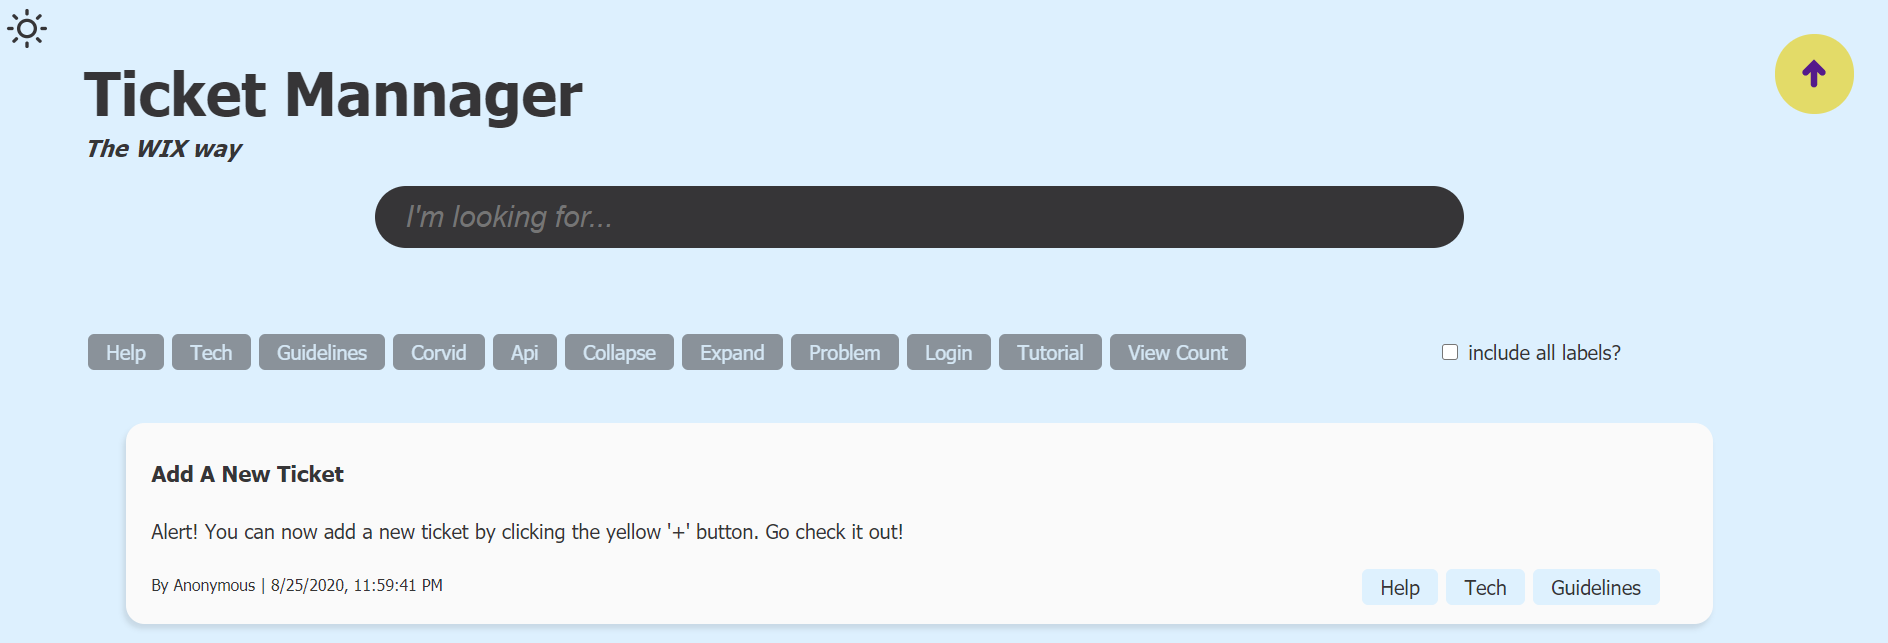 Ticket Mannager
The WIX way
I'm looking for...
Help Tech Guidelines Corvid Api Collapse Expand Problem Login Tutorial View Count include all labels?
Add A New Ticket
Alert! You can now add a new ticket by clicking the yellow '+' button. Go check it out!
By Anonymous | 8/25/2020, 11:59:41 PM Help Tech Guidelines